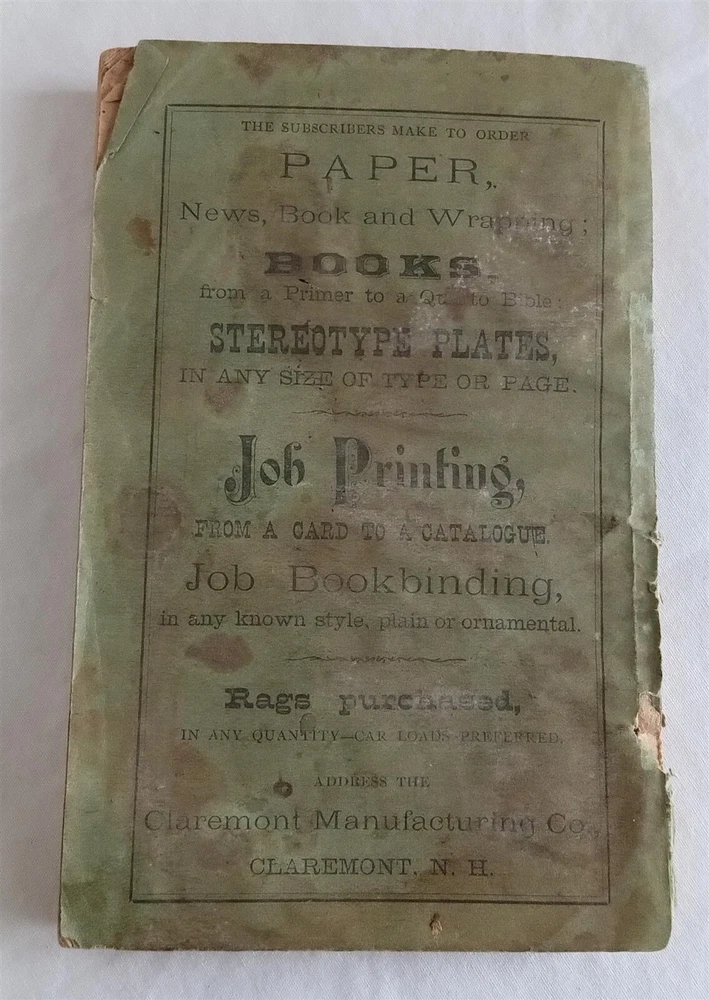 THE SUBSCRIBERS MAKE TO ORDER
PAPER,
News, Book and Wrapping;
BOOKS,
from a Primer to a to Bible;
STEREOTYPE PLATES,
IN ANY SIZE OF TYPE OR PAGE.
Job Printing,
FROM A CARD TO A CATALOGUE.
Job Bookbinding,
in any known style, plain or ornamental.
Rags purchased,
IN ANY QUANTITY—CAR LOADS PREFERRED.
ADDRESS THE
Claremont Manufacturing Co.,
CLAREMONT, N. H.